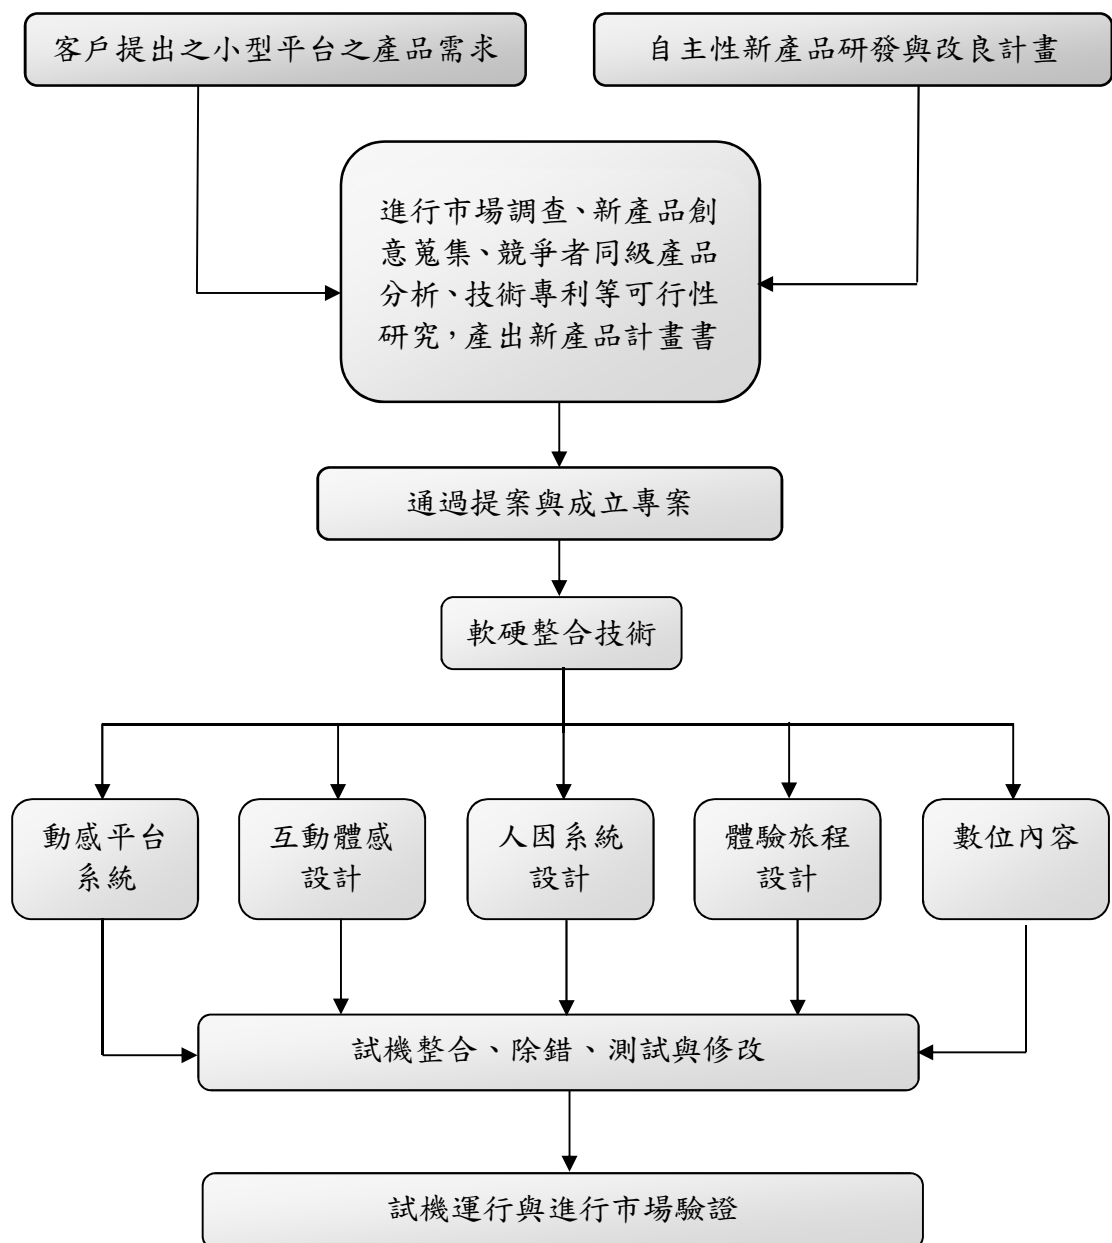 客戶提出之小型平台之產品需求
自主性新產品研發與改良計畫
進行市場調查、新產品創
意蒐集、競爭者同級產品
分析、技術專利等可行性
研究，產出新產品計畫書
通過提案與成立專案
軟硬整合技術
動感平台
系統
互動體感
設計
人因系統
設計
體驗旅程
設計
數位內容
試機整合、除錯、測試與修改
試機運行與進行市場驗證